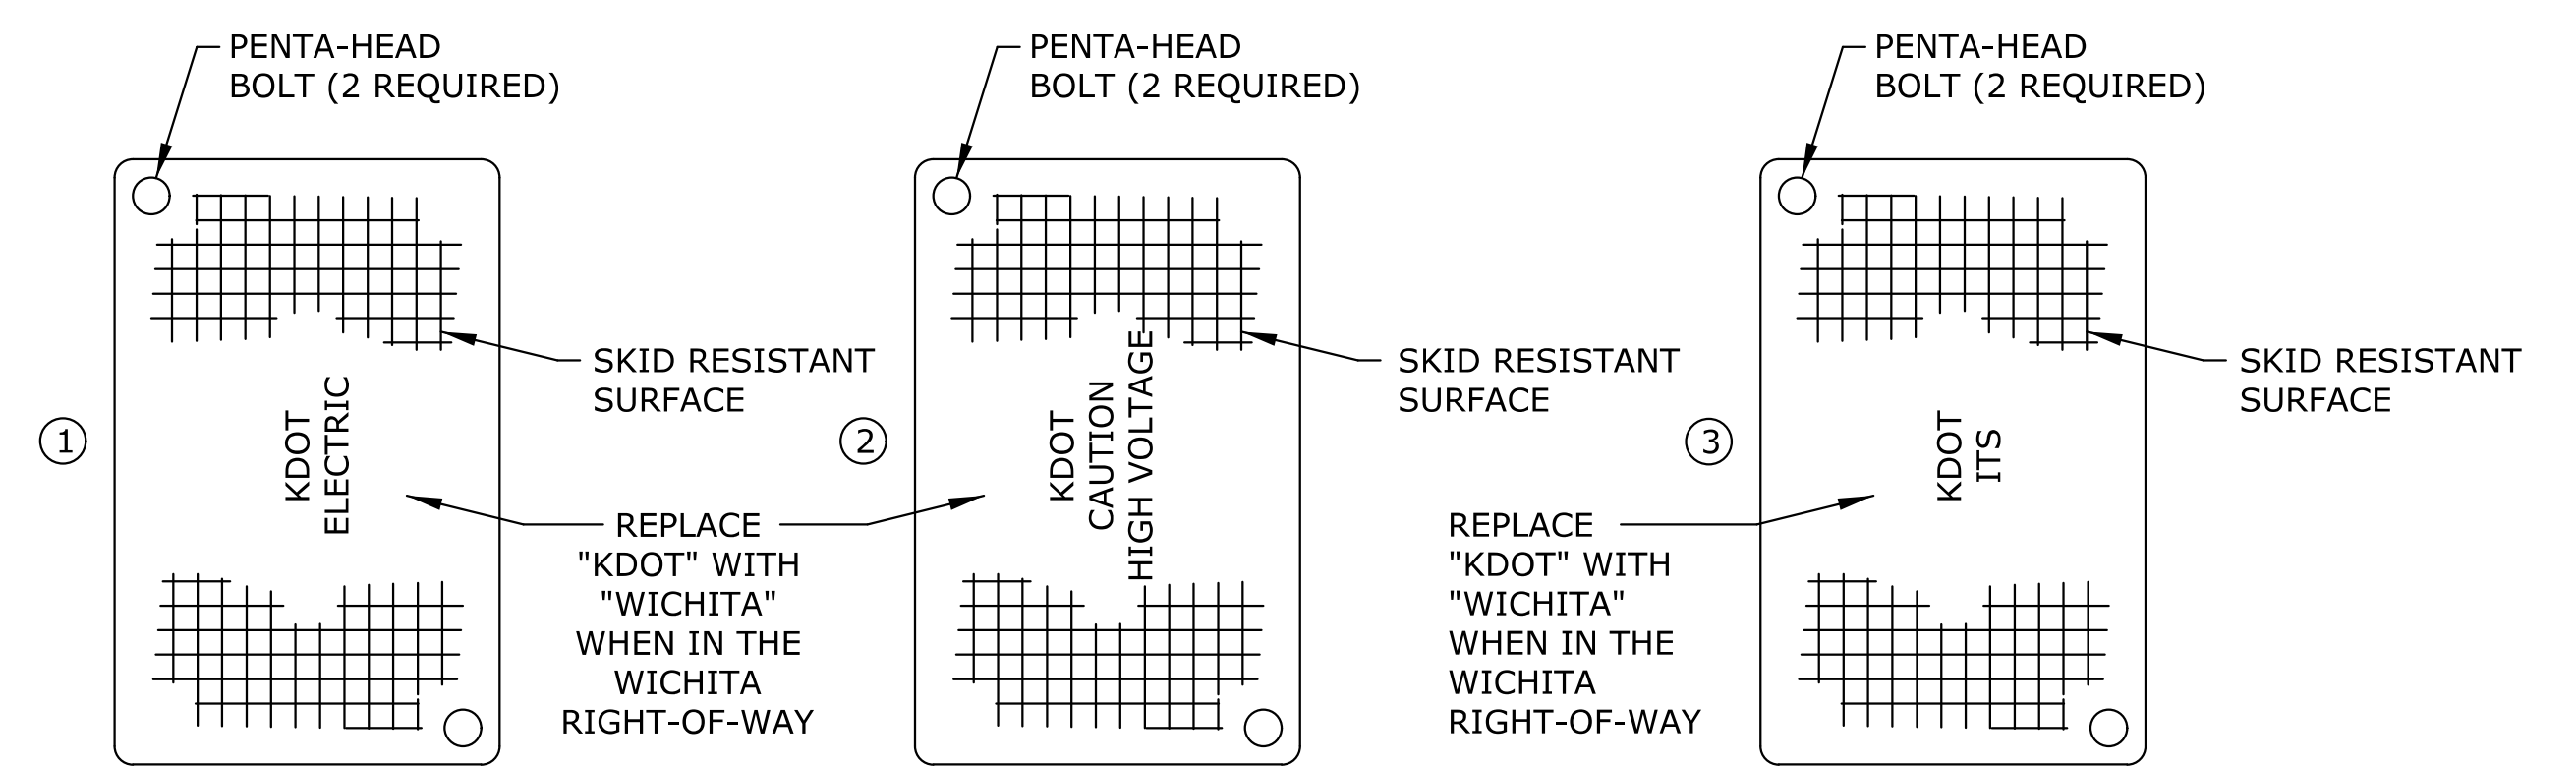 PENTA-HEAD
BOLT (2 REQUIRED)
PENTA-HEAD
BOLT (2 REQUIRED)
PENTA-HEAD
BOLT (2 REQUIRED)
1
KDOT
ELECTRIC
SKID RESISTANT
SURFACE
REPLACE
"KDOT" WITH
"WICHITA"
WHEN IN THE
WICHITA
RIGHT-OF-WAY
2
KDOT
CAUTION
HIGH VOLTAGE
SKID RESISTANT
SURFACE
REPLACE
"KDOT" WITH
"WICHITA"
WHEN IN THE
WICHITA
RIGHT-OF-WAY
3
KDOT
ITS
SKID RESISTANT
SURFACE